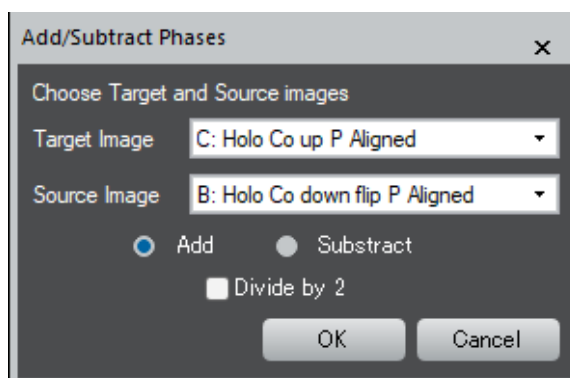 Add/Subtract Phases
Choose Target and Source images
Target Image C: Holo Co up P Aligned
Source Image B: Holo Co down flip P Aligned
Add Substract
Divide by 2
OK Cancel